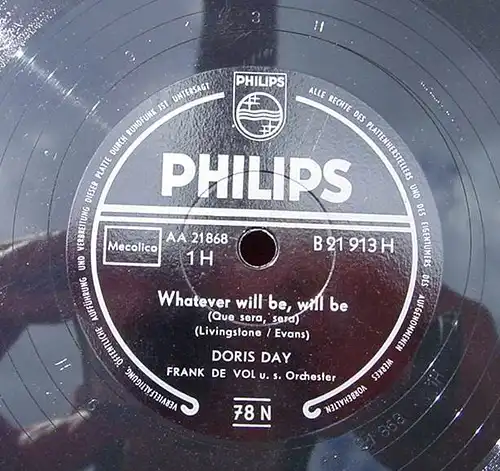 PHILIPS
ALLE RECHTE DES PLATTENHERSTELLERS UND DES EIGENTÜMERS DES AUFGENOMMENEN WERKES VORBEHALTEN.
VERVIELFÄLTIGUNG, ÖFFENTLICHE AUFFÜHRUNG UND VERBREITUNG DIESER PLATTE DURCH RUNDFUNK IST UNTERSAGT
PHILIPS
Mecolico
AA 21868
1 H
B 21 913 H
Whatever will be, will be
(Que sera, sera)
(Livingstone / Evans)
DORIS DAY
FRANK DE VOL u. s. Orchester
78 N